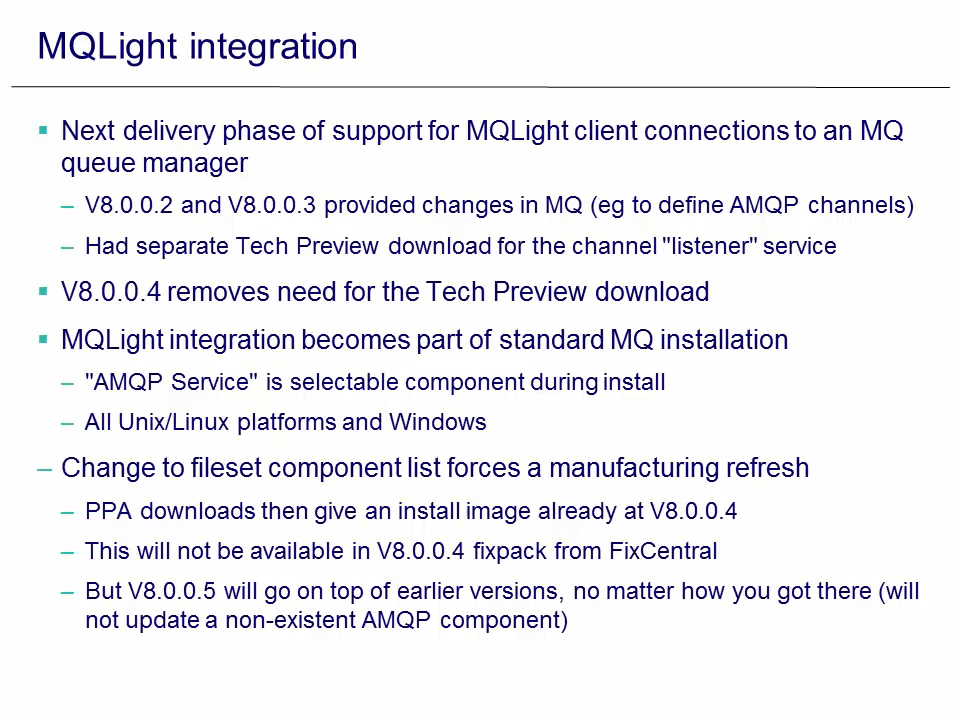 MQLight integration
▪ Next delivery phase of support for MQLight client connections to an MQ
queue manager
– V8.0.0.2 and V8.0.0.3 provided changes in MQ (eg to define AMQP channels)
– Had separate Tech Preview download for the channel "listener" service
▪ V8.0.0.4 removes need for the Tech Preview download
▪ MQLight integration becomes part of standard MQ installation
– "AMQP Service" is selectable component during install
– All Unix/Linux platforms and Windows
– Change to fileset component list forces a manufacturing refresh
– PPA downloads then give an install image already at V8.0.0.4
– This will not be available in V8.0.0.4 fixpack from FixCentral
– But V8.0.0.5 will go on top of earlier versions, no matter how you got there (will
not update a non-existent AMQP component)